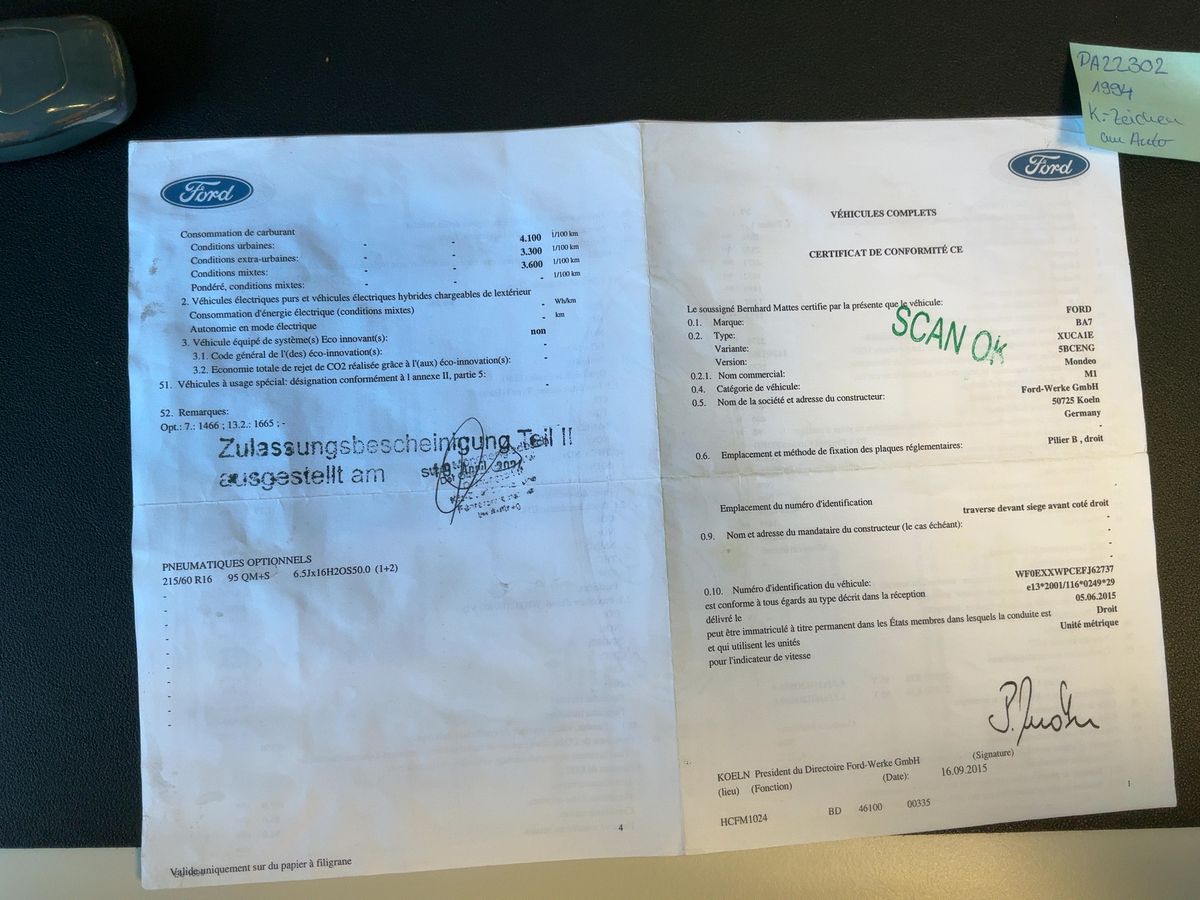 DA22302
1994
K.-Zeichen
am Auto
Ford
Consommation de carburant
Conditions urbaines: - - 4.100 l/100 km
Conditions extra-urbaines: - - 3.300 l/100 km
Conditions mixtes: - - 3.600 l/100 km
Pondéré, conditions mixtes: - - - l/100 km
2. Véhicules électriques purs et véhicules électriques hybrides chargeables de lextérieur
Consommation d'énergie électrique (conditions mixtes) - Wh/km
Autonomie en mode électrique - km
3. Véhicule équipé de système(s) Eco innovant(s): non
3.1. Code général de l'(des) éco-innovation(s): -
3.2. Economie totale de rejet de CO2 réalisée grâce à l'(aux) éco-innovation(s): -
51. Véhicules à usage spécial: désignation conformément à l annexe II, partie 5: -
52. Remarques:
Opt.: 7.: 1466 ; 13.2.: 1665 ; -
Zulassungsbescheinigung Teil II
ausgestellt am
PNEUMATIQUES OPTIONNELS
215/60 R16 95 QM+S 6.5Jx16H2OS50.0 (1+2)
-
-
-
-
-
-
-
-
-
-
4
Valide uniquement sur du papier à filigrane
Ford
VÉHICULES COMPLETS
CERTIFICAT DE CONFORMITÉ CE
Le soussigné Bernhard Mattes certifie par la présente que le véhicule:
0.1. Marque: FORD
0.2. Type: BA7
Variante: XUCA1E
Version: 5BCENG
0.2.1. Nom commercial: Mondeo
0.4. Catégorie de véhicule: M1
0.5. Nom de la société et adresse du constructeur: Ford-Werke GmbH
50725 Koeln
Germany
-
SCAN OK
0.6. Emplacement et méthode de fixation des plaques réglementaires: Pilier B , droit
Emplacement du numéro d'identification traverse devant siege avant coté droit
0.9. Nom et adresse du mandataire du constructeur (le cas échéant): -
-
-
-
0.10. Numéro d'identification du véhicule: WF0EXXWPCEFJ62737
est conforme à tous égards au type décrit dans la réception e13*2001/116*0249*29
délivré le 05.06.2015
peut être immatriculé à titre permanent dans les États membres dans lesquels la conduite est Droit
et qui utilisent les unités Unité métrique
pour l'indicateur de vitesse
KOELN President du Directoire Ford-Werke GmbH (Signature)
(lieu) (Fonction) (Date): 16.09.2015
1
HCFM1024 BD 46100 00335